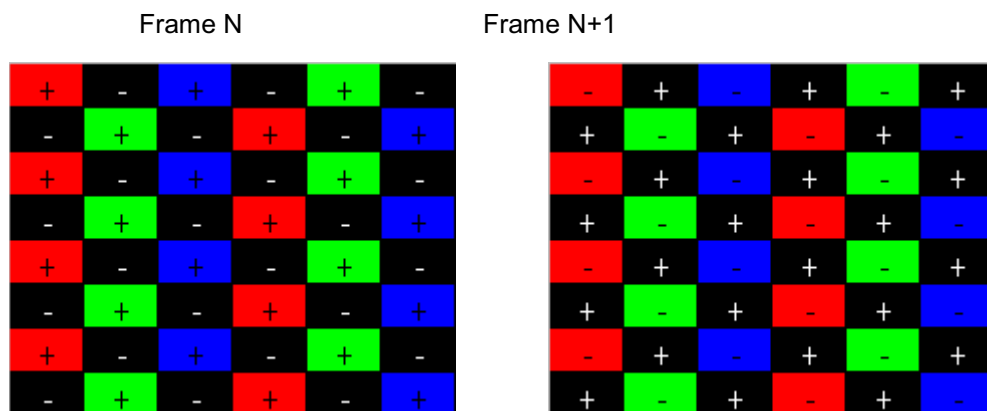 Frame N Frame N+1
+ - + - + - - + - + - +
- + - + - + + - + - + -
+ - + - + - - + - + - +
- + - + - + + - + - + -
+ - + - + - - + - + - +
- + - + - + + - + - + -
+ - + - + - - + - + - +
- + - + - + + - + - + -